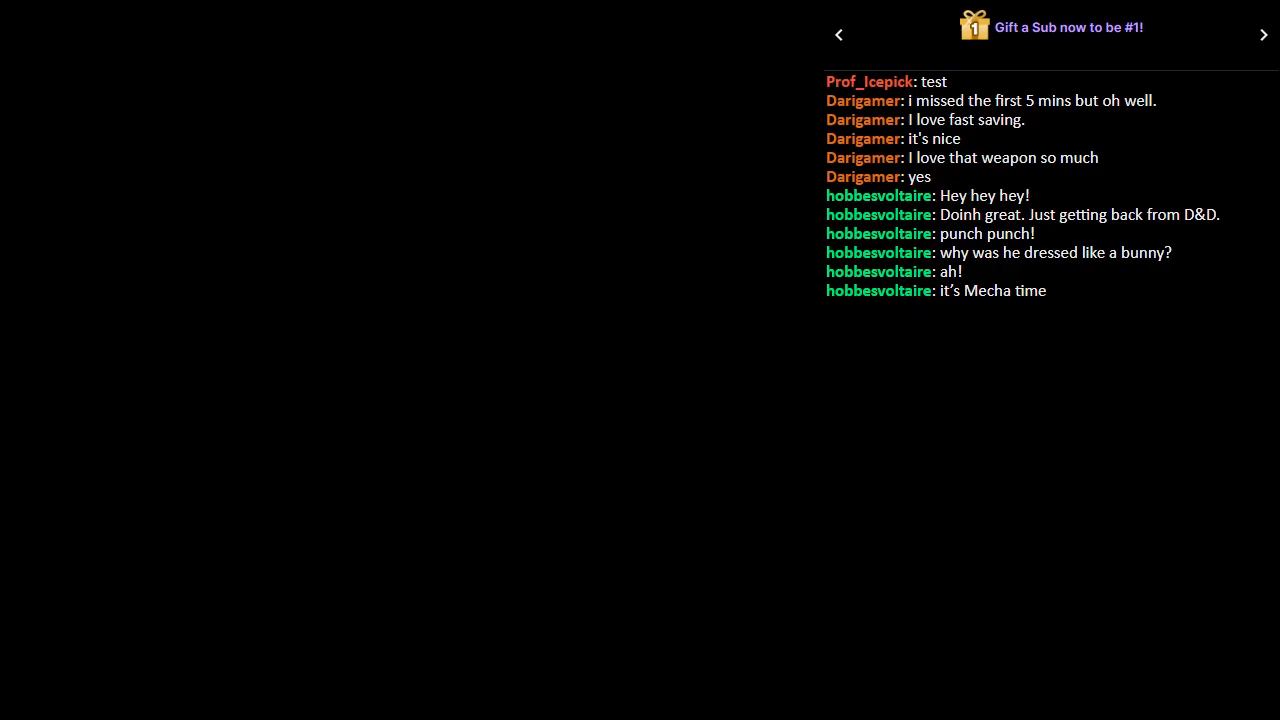 1 Gift a Sub now to be #1!
Prof_Icepick: test
Darigamer: i missed the first 5 mins but oh well.
Darigamer: I love fast saving.
Darigamer: it's nice
Darigamer: I love that weapon so much
Darigamer: yes
hobbesvoltaire: Hey hey hey!
hobbesvoltaire: Doinh great. Just getting back from D&D.
hobbesvoltaire: punch punch!
hobbesvoltaire: why was he dressed like a bunny?
hobbesvoltaire: ah!
hobbesvoltaire: it’s Mecha time